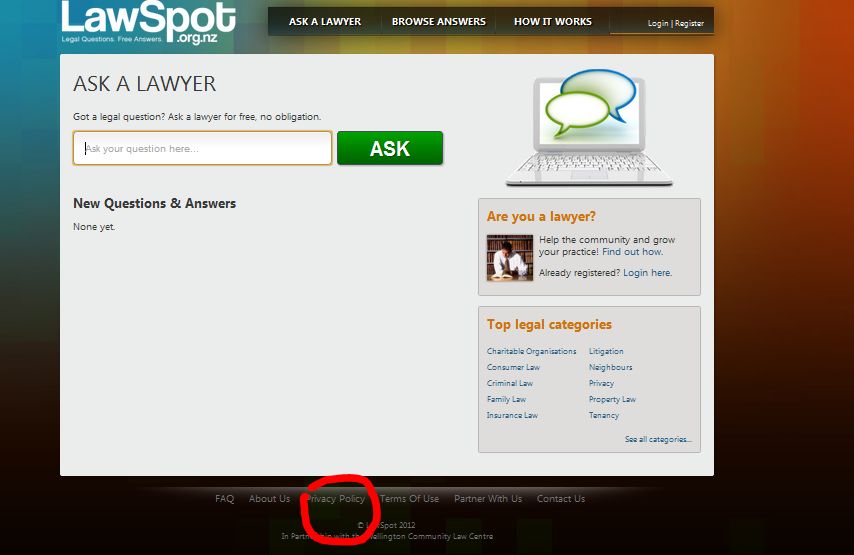 LawSpot
Legal Questions. Free Answers. .org.nz
ASK A LAWYER BROWSE ANSWERS HOW IT WORKS
Login | Register
ASK A LAWYER
Got a legal question? Ask a lawyer for free, no obligation.
Ask your question here...
ASK
New Questions & Answers
None yet.
Are you a lawyer?
Help the community and grow
your practice! Find out how.
Already registered? Login here.
Top legal categories
Charitable Organisations Litigation
Consumer Law Neighbours
Criminal Law Privacy
Family Law Property Law
Insurance Law Tenancy
See all categories...
FAQ About Us Privacy Policy Terms Of Use Partner With Us Contact Us
© LawSpot 2012
In Partnership with the Wellington Community Law Centre